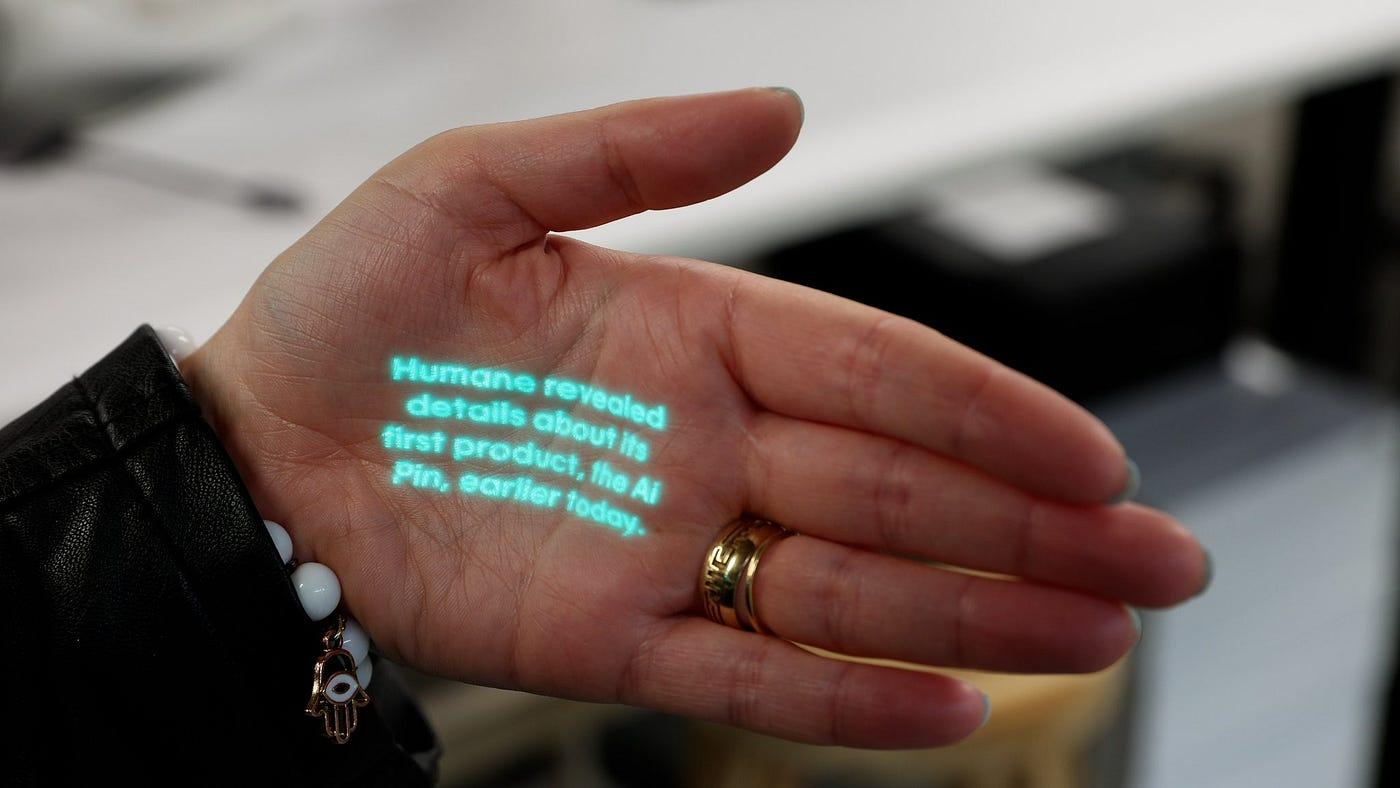 Humane revealed
details about its
first product, the Ai
Pin, earlier today.